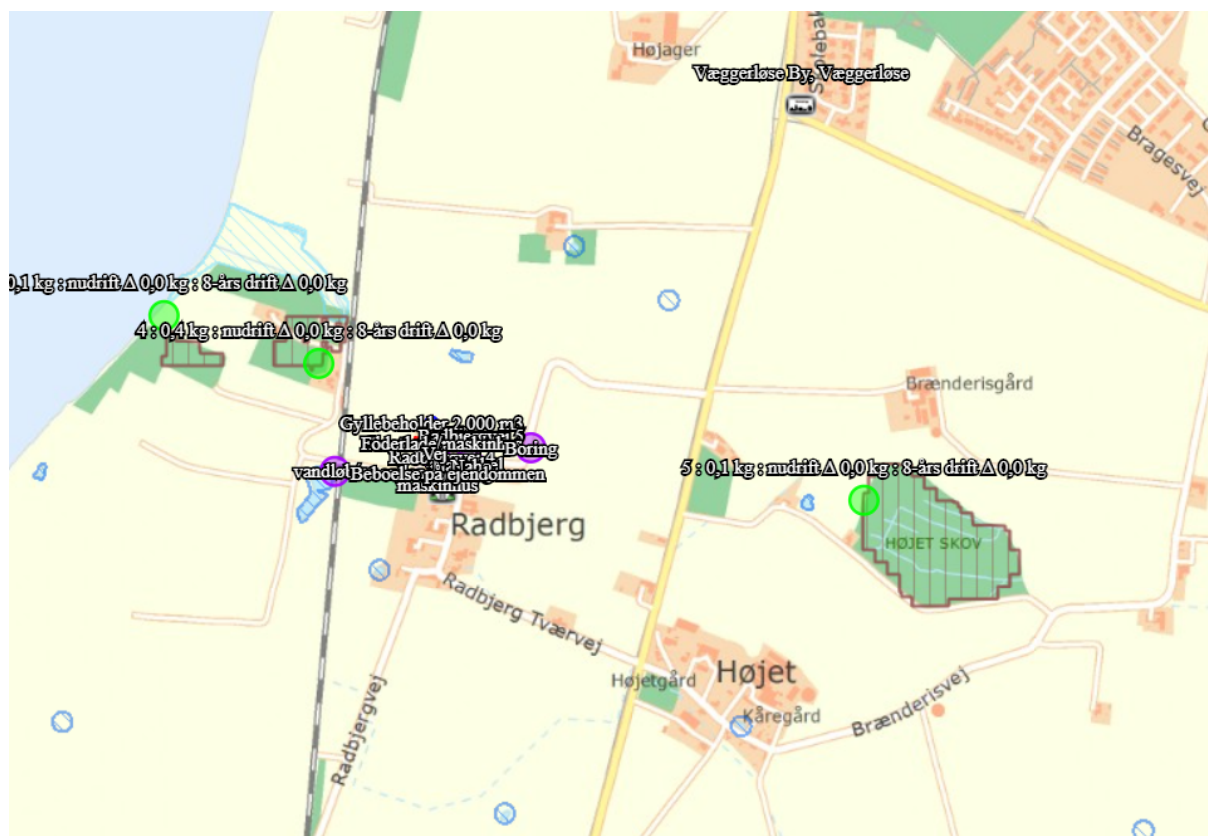 Højager
Væggerløse By, Væggerløse
Bragesvej
0,1 kg : nudrift Δ 0,0 kg : 8-års drift Δ 0,0 kg
4 : 0,4 kg : nudrift Δ 0,0 kg : 8-års drift Δ 0,0 kg
Brænderisgård
Gyllebeholder 2.000 m3
Foderlade/maskinh
Boring
5 : 0,1 kg : nudrift Δ 0,0 kg : 8-års drift Δ 0,0 kg
Beboelse på ejendommen
maskinhus
Radbjerg
HØJET SKOV
Radbjerg Tværvej
Højet
Højetgård
Kåregård
Brænderisvej
Radbjergvej